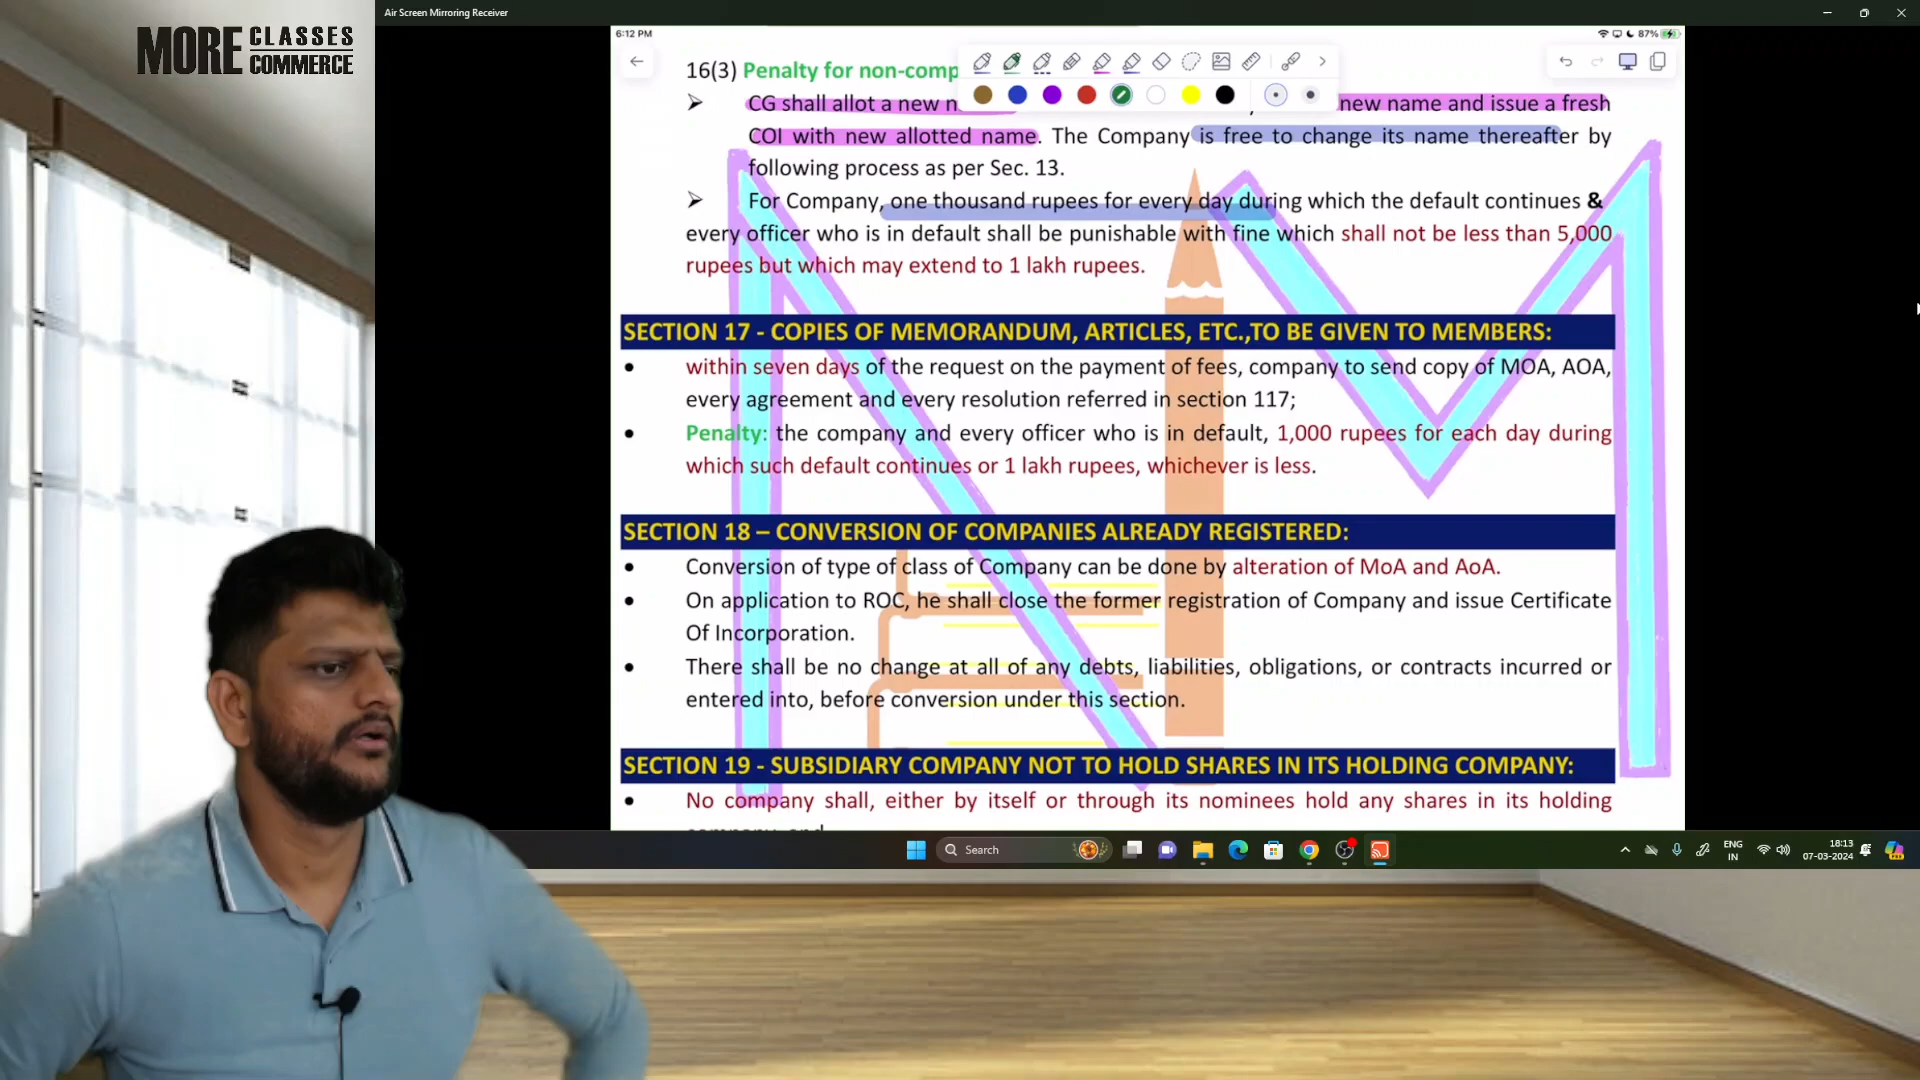 Air Screen Mirroring Receiver
MORE CLASSES
COMMERCE
6:12 PM
87%
16(3) Penalty for non-comp
CG shall allot a new n
new name and issue a fresh
COI with new allotted name. The Company is free to change its name thereafter by
following process as per Sec. 13.
For Company, one thousand rupees for every day during which the default continues &
every officer who is in default shall be punishable with fine which shall not be less than 5,000
rupees but which may extend to 1 lakh rupees.
SECTION 17 - COPIES OF MEMORANDUM, ARTICLES, ETC.,TO BE GIVEN TO MEMBERS:
within seven days of the request on the payment of fees, company to send copy of MOA, AOA,
every agreement and every resolution referred in section 117;
Penalty: the company and every officer who is in default, 1,000 rupees for each day during
which such default continues or 1 lakh rupees, whichever is less.
SECTION 18 – CONVERSION OF COMPANIES ALREADY REGISTERED:
Conversion of type of class of Company can be done by alteration of MoA and AoA.
On application to ROC, he shall close the former registration of Company and issue Certificate
Of Incorporation.
There shall be no change at all of any debts, liabilities, obligations, or contracts incurred or
entered into, before conversion under this section.
SECTION 19 - SUBSIDIARY COMPANY NOT TO HOLD SHARES IN ITS HOLDING COMPANY:
No company shall, either by itself or through its nominees hold any shares in its holding
Search
ENG
IN
18:13
07-03-2024